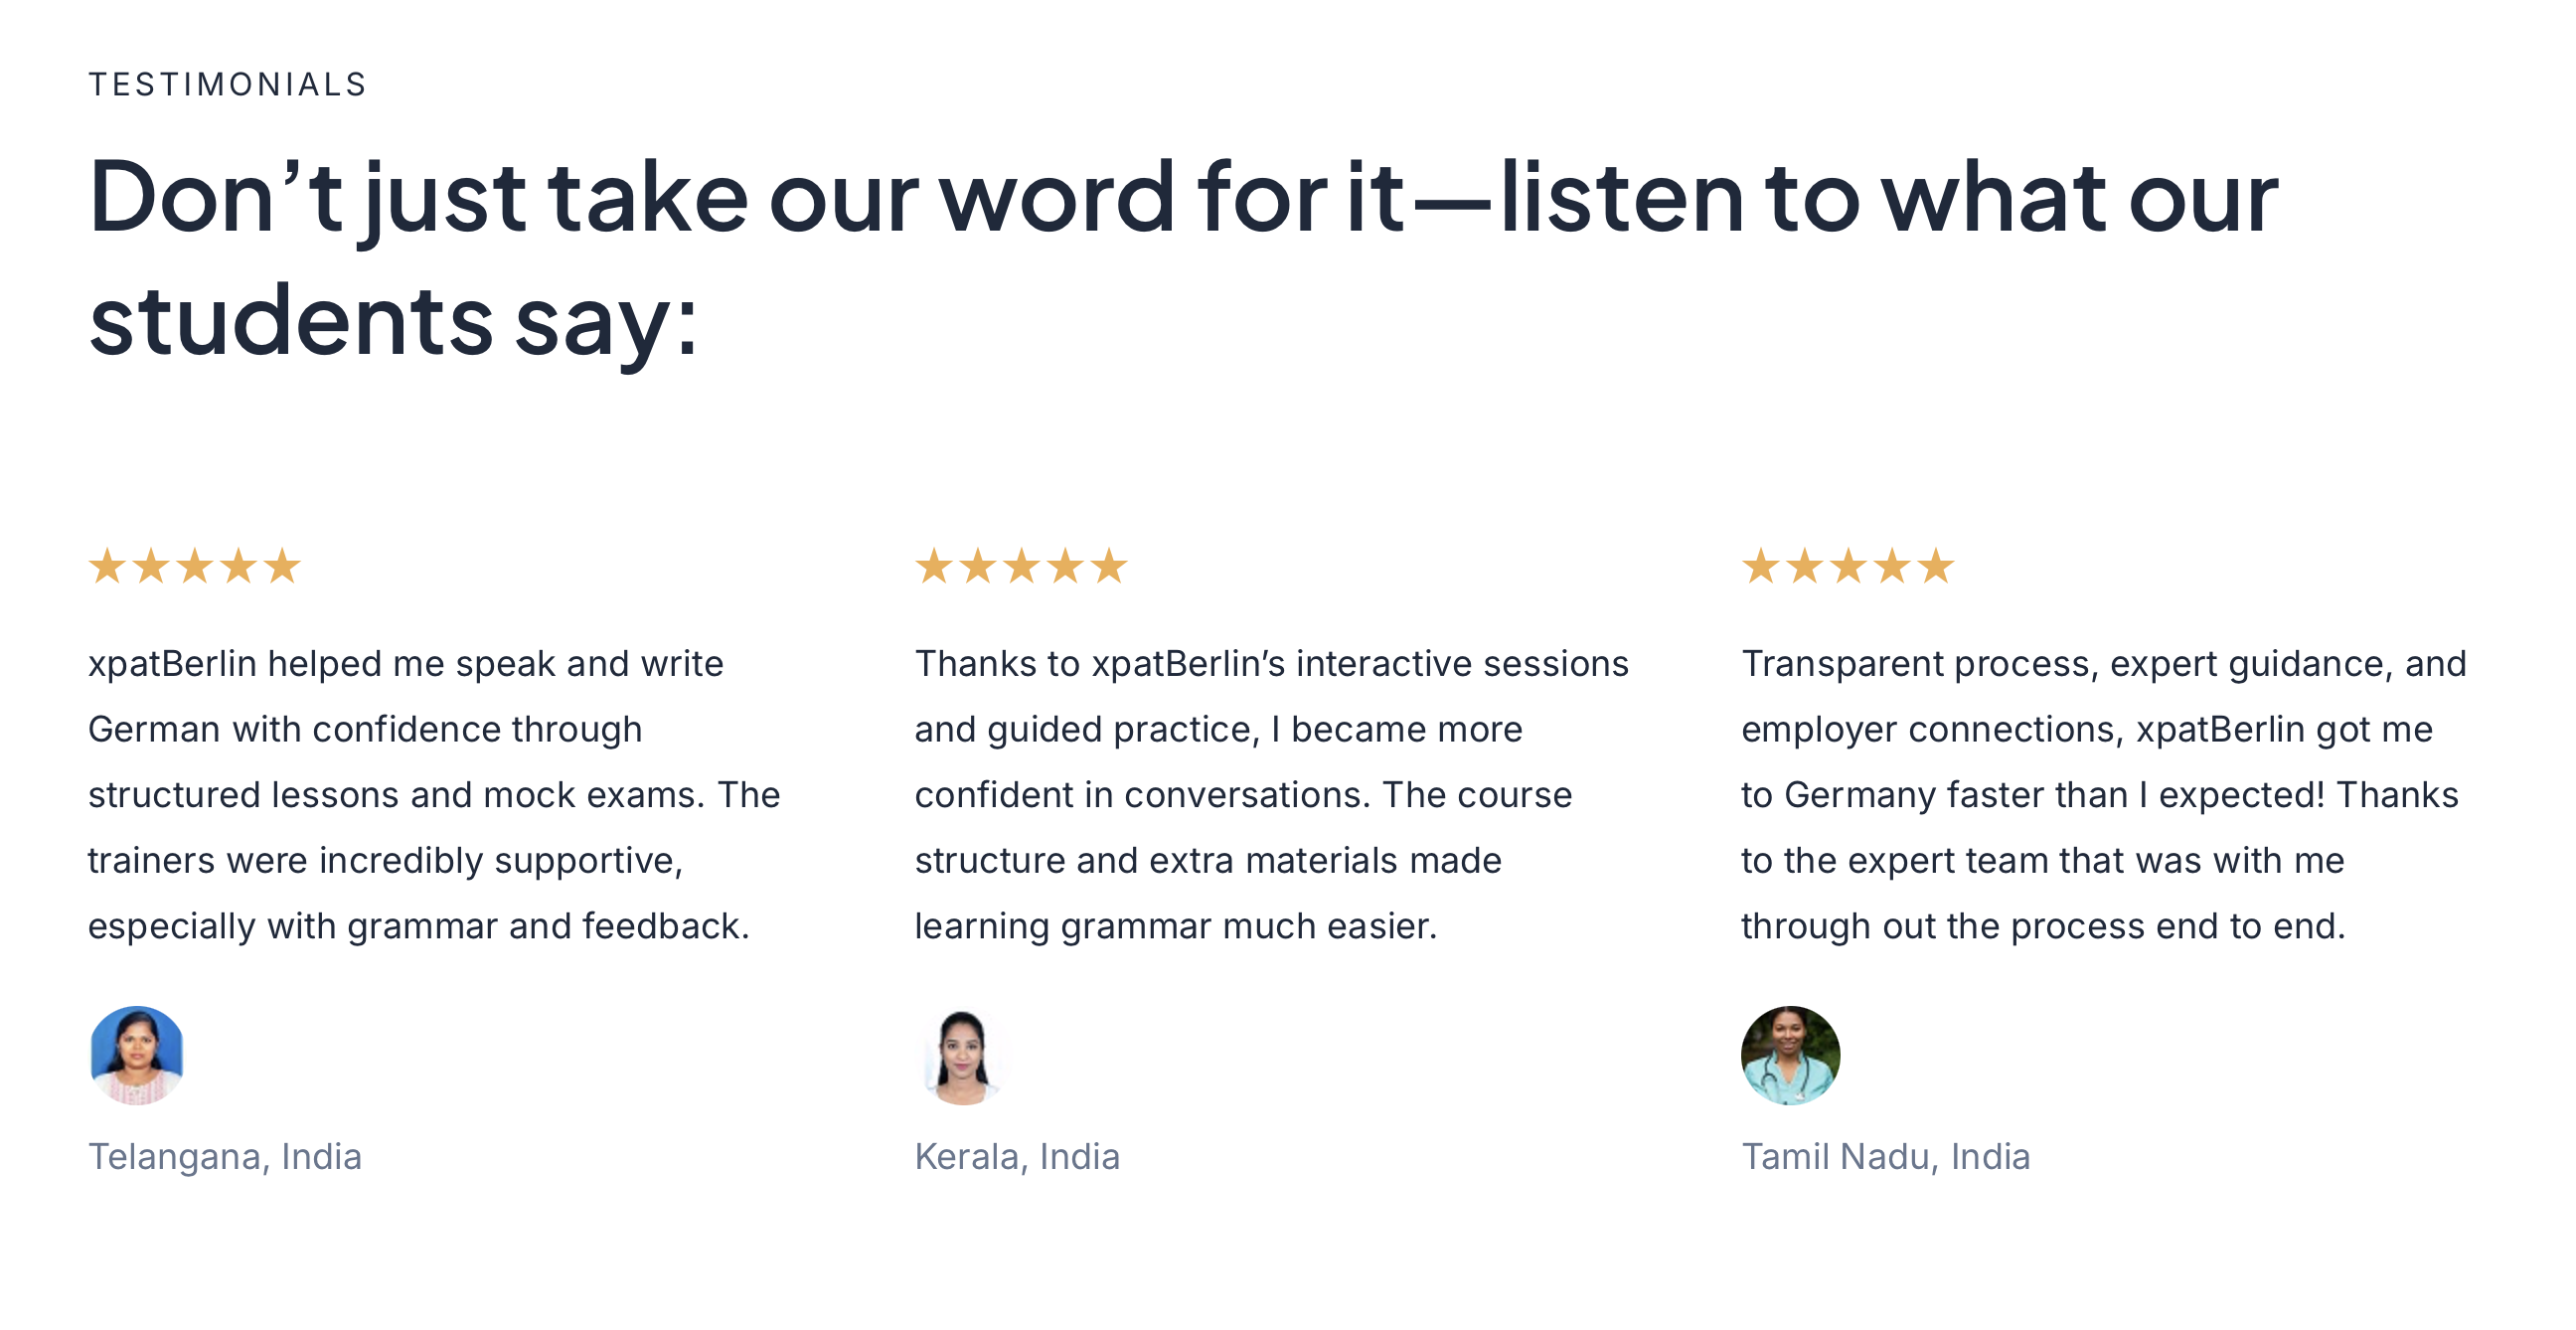 TESTIMONIALS
Don’t just take our word for it—listen to what our
students say:
xpatBerlin helped me speak and write
German with confidence through
structured lessons and mock exams. The
trainers were incredibly supportive,
especially with grammar and feedback.
Telangana, India
Thanks to xpatBerlin’s interactive sessions
and guided practice, I became more
confident in conversations. The course
structure and extra materials made
learning grammar much easier.
Kerala, India
Transparent process, expert guidance, and
employer connections, xpatBerlin got me
to Germany faster than I expected! Thanks
to the expert team that was with me
through out the process end to end.
Tamil Nadu, India